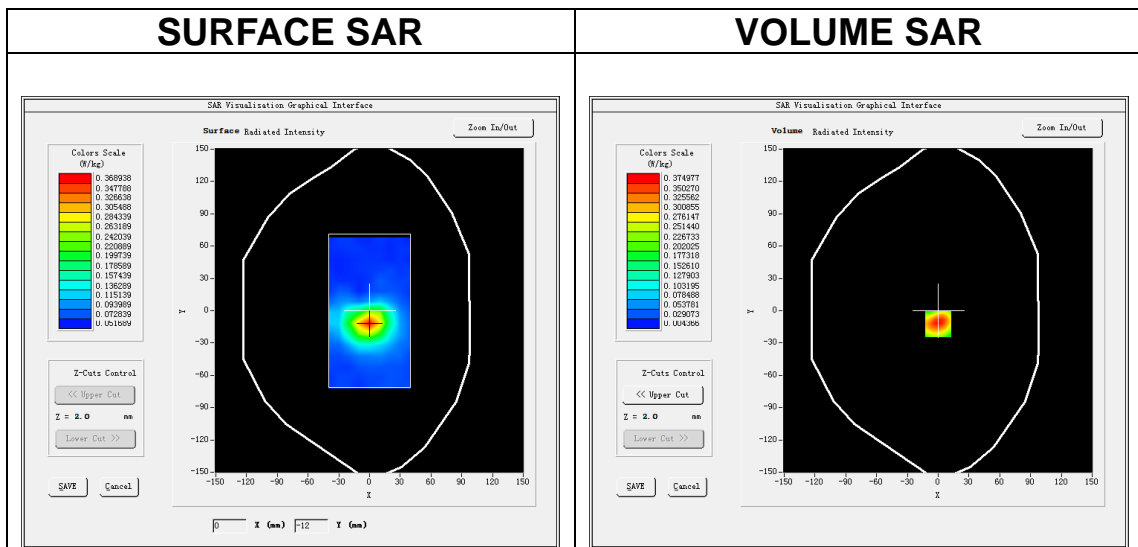 SURFACE SAR
VOLUME SAR
SAR Visualisation Graphical Interface
Surface Radiated Intensity
Zoom In/Out
Colors Scale
(W/kg)
0.368938
0.347788
0.326638
0.305488
0.284339
0.263189
0.242039
0.220889
0.199739
0.178589
0.157439
0.136289
0.115139
0.093989
0.072839
0.051689
150
120
90
60
30
0
-30
-60
-90
-120
-150
Y
-150 -120 -90 -60 -30 0 30 60 90 120 150
X
Z-Cuts Control
<< Upper Cut
Z = 2.0 mm
Lower Cut >>
SAVE
Cancel
0 X (mm) -12 Y (mm)
SAR Visualisation Graphical Interface
Volume Radiated Intensity
Zoom In/Out
Colors Scale
(W/kg)
0.374977
0.350270
0.325562
0.300855
0.276147
0.251440
0.226733
0.202025
0.177318
0.152610
0.127903
0.103195
0.078488
0.053781
0.029073
0.004366
150
120
90
60
30
0
-30
-60
-90
-120
-150
Y
-150 -120 -90 -60 -30 0 30 60 90 120 150
X
Z-Cuts Control
<< Upper Cut
Z = 2.0 mm
Lower Cut >>
SAVE
Cancel